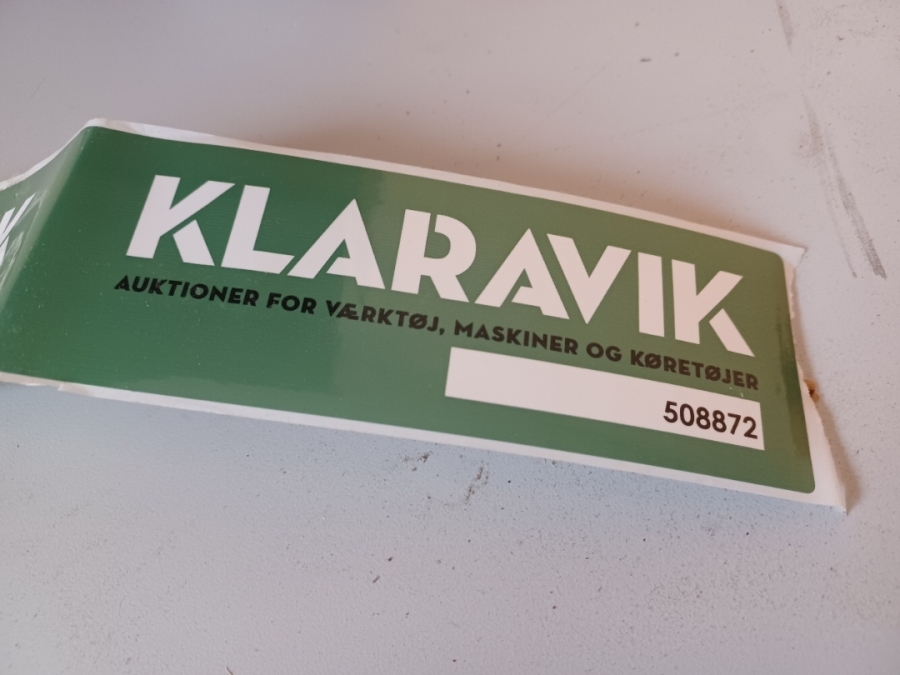 KLARAVIK
AUKTIONER FOR VÆRKTØJ, MASKINER OG KØRETØJER
508872